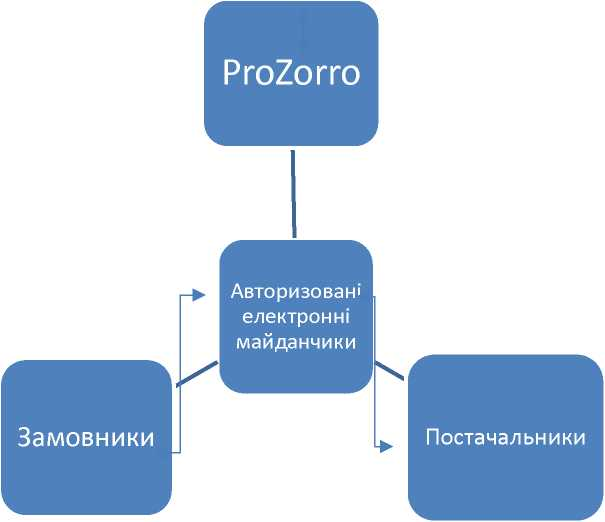 ProZorro
Авторизовані
електронні
майданчики
Замовники
Постачальники